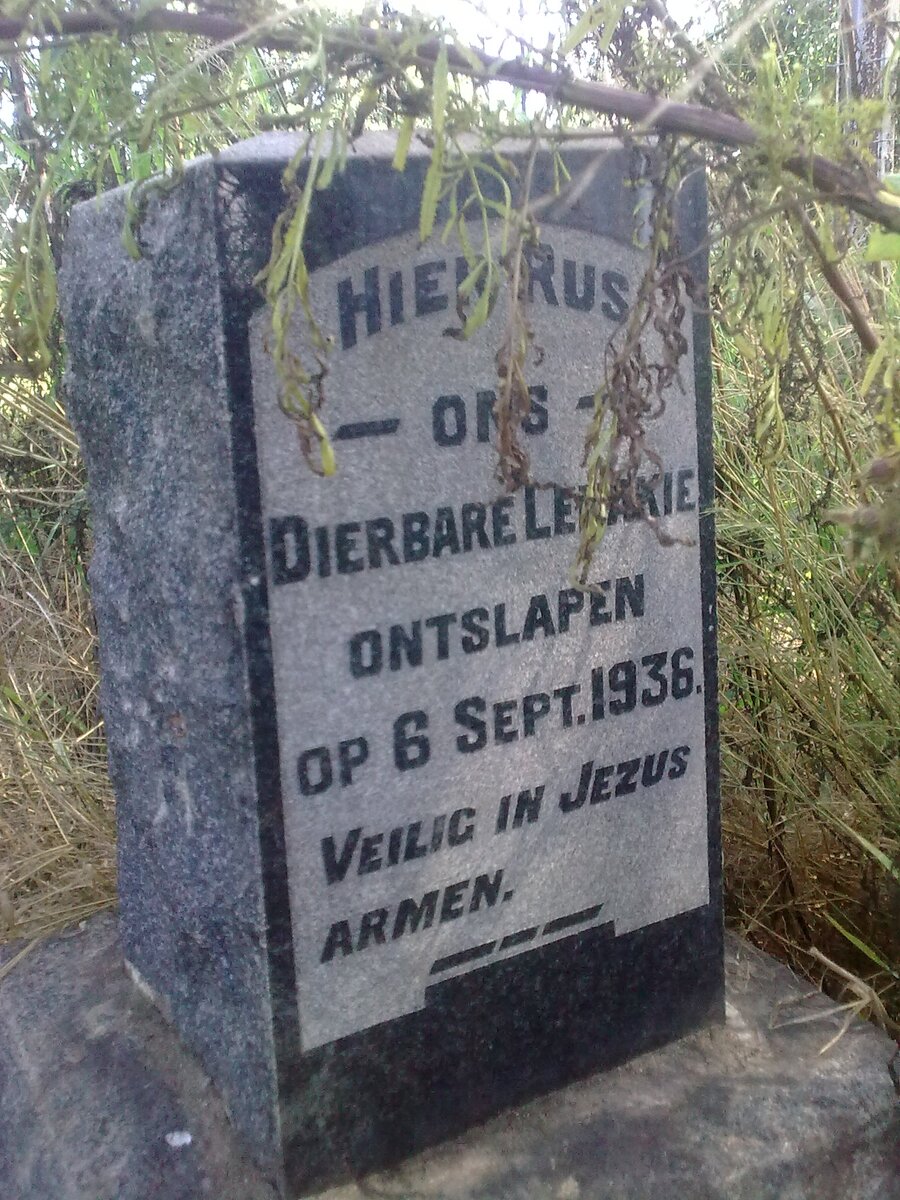 HIER RUS
— ONS —
DIERBARE
ONTSLAPEN
OP 6 SEPT. 1936.
VEILIG IN JEZUS
ARMEN.